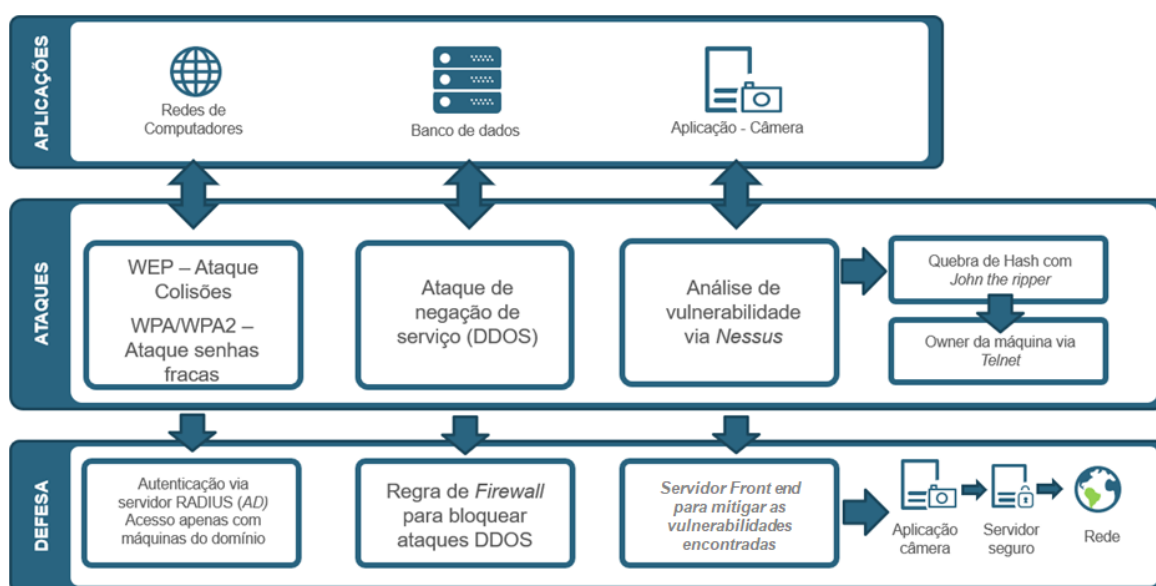 APLICAÇÕES
Redes de
Computadores
Banco de dados
Aplicação - Câmera
ATAQUES
WEP – Ataque
Colisões
WPA/WPA2 –
Ataque senhas
fracas
Ataque de
negação de
serviço (DDOS)
Análise de
vulnerabilidade
via Nessus
Quebra de Hash com
John the ripper
Owner da máquina via
Telnet
DEFESA
Autenticação via
servidor RADIUS (AD)
Acesso apenas com
máquinas do domínio
Regra de Firewall
para bloquear
ataques DDOS
Servidor Front end
para mitigar as
vulnerabilidades
encontradas
Aplicação
câmera
Servidor
seguro
Rede